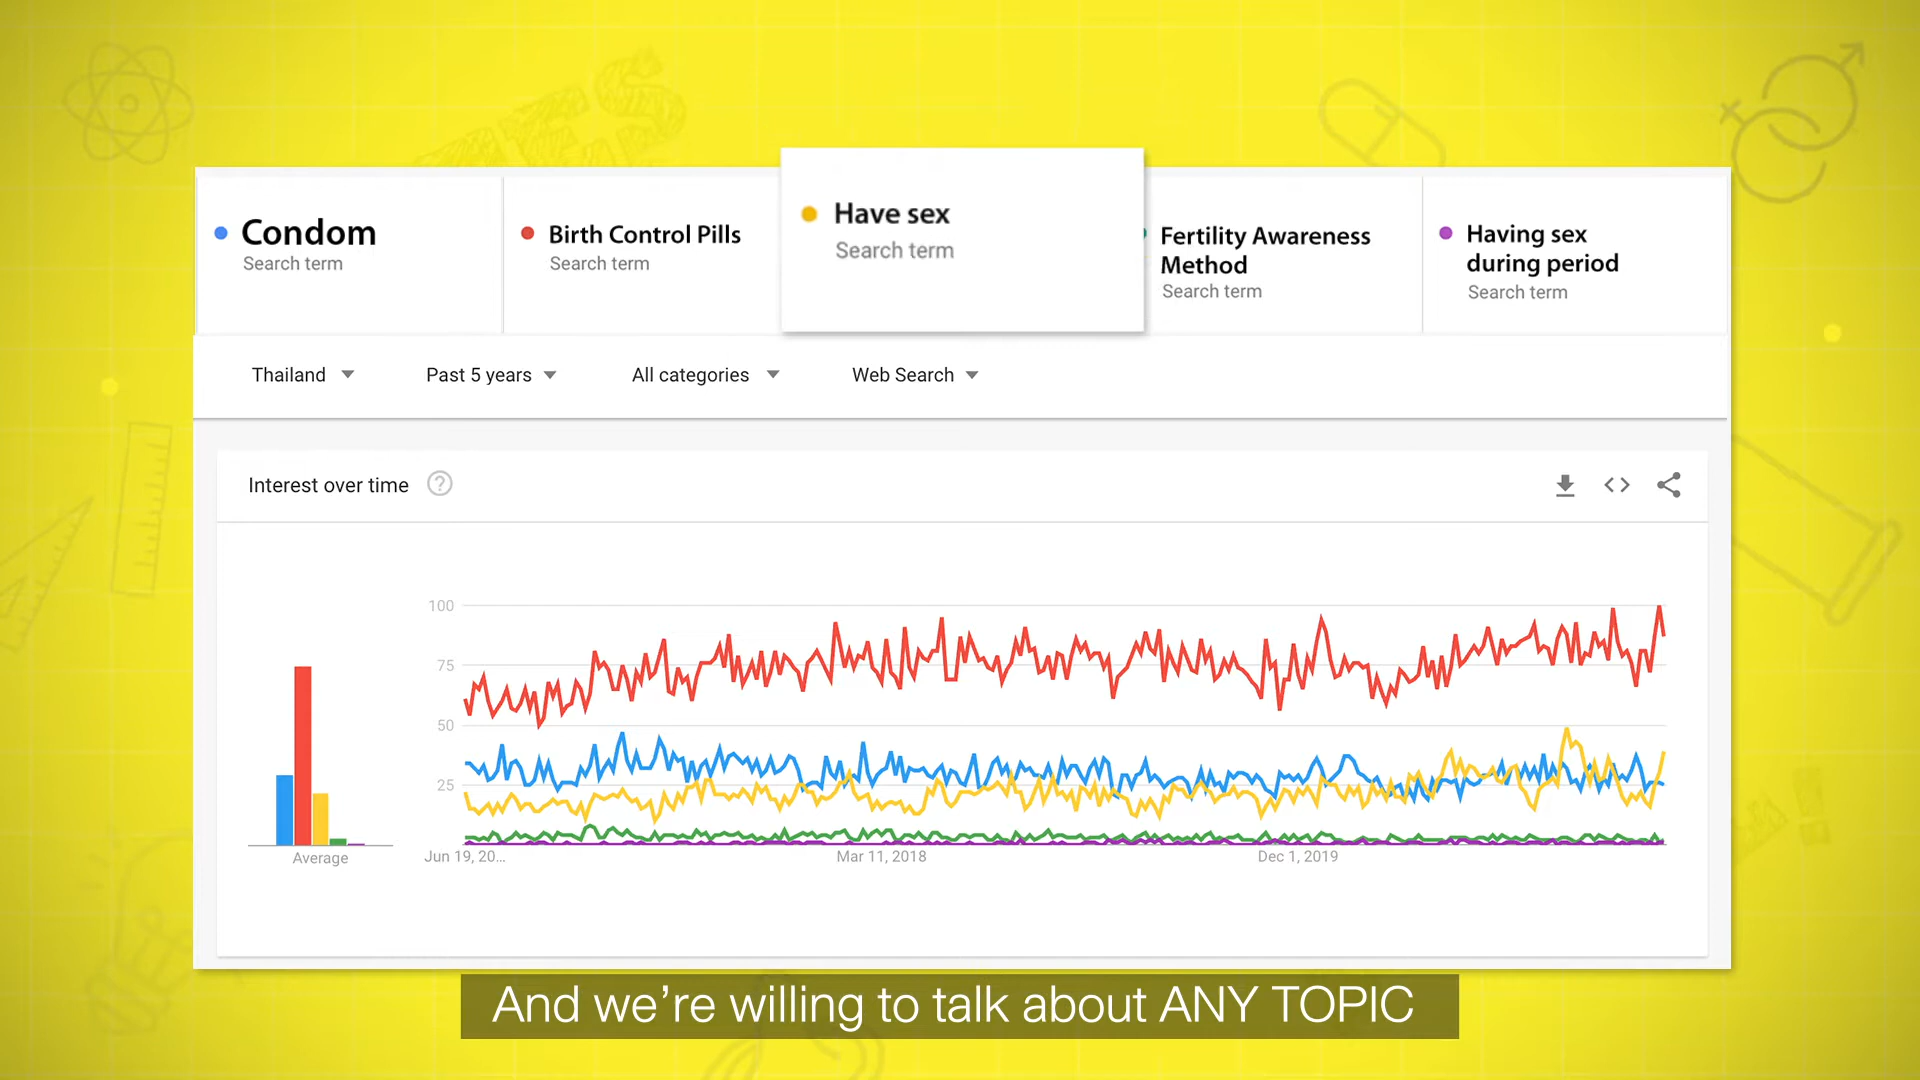 Condom
Search term
Birth Control Pills
Search term
Have sex
Search term
Fertility Awareness
Method
Search term
Having sex
during period
Search term
Thailand
Past 5 years
All categories
Web Search
Interest over time
?
100
75
50
25
Average
Jun 19, 20...
Mar 11, 2018
Dec 1, 2019
And we're willing to talk about ANY TOPIC